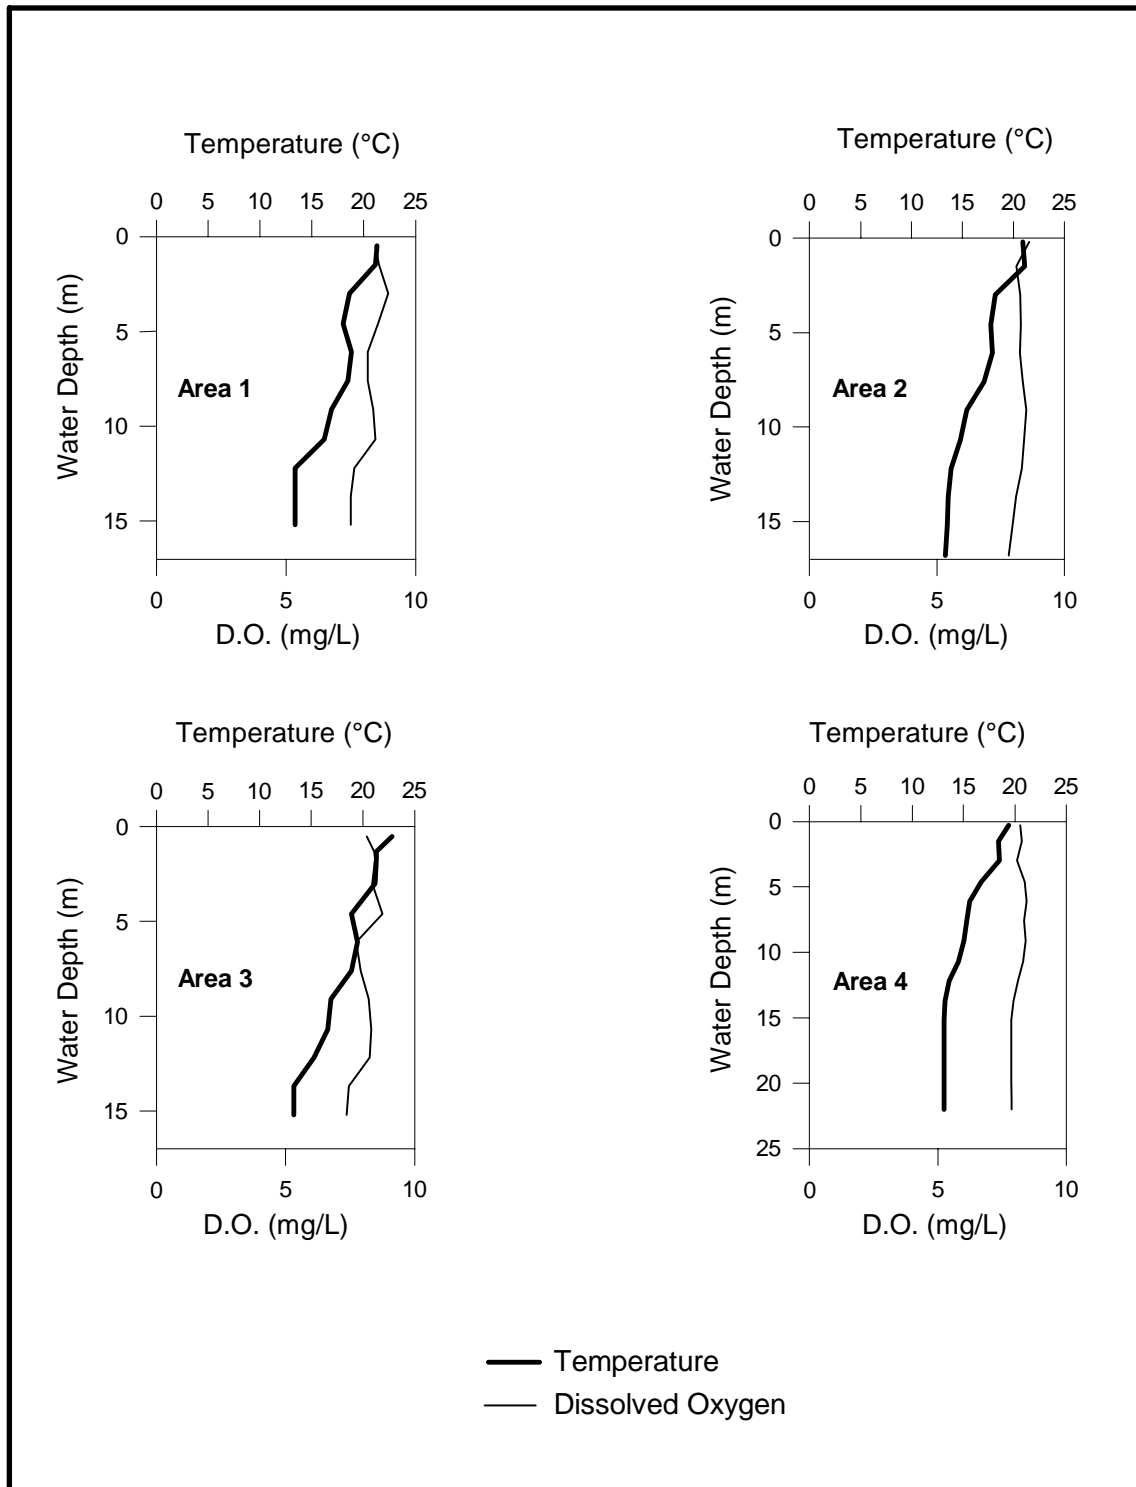 Temperature (°C)
0 5 10 15 20 25
0
5
10
15
Water Depth (m)
Area 1
0 5 10
D.O. (mg/L)
Temperature (°C)
0 5 10 15 20 25
0
5
10
15
Water Depth (m)
Area 2
0 5 10
D.O. (mg/L)
Temperature (°C)
0 5 10 15 20 25
0
5
10
15
Water Depth (m)
Area 3
0 5 10
D.O. (mg/L)
Temperature (°C)
0 5 10 15 20 25
0
5
10
15
20
25
Water Depth (m)
Area 4
0 5 10
D.O. (mg/L)
Temperature
Dissolved Oxygen